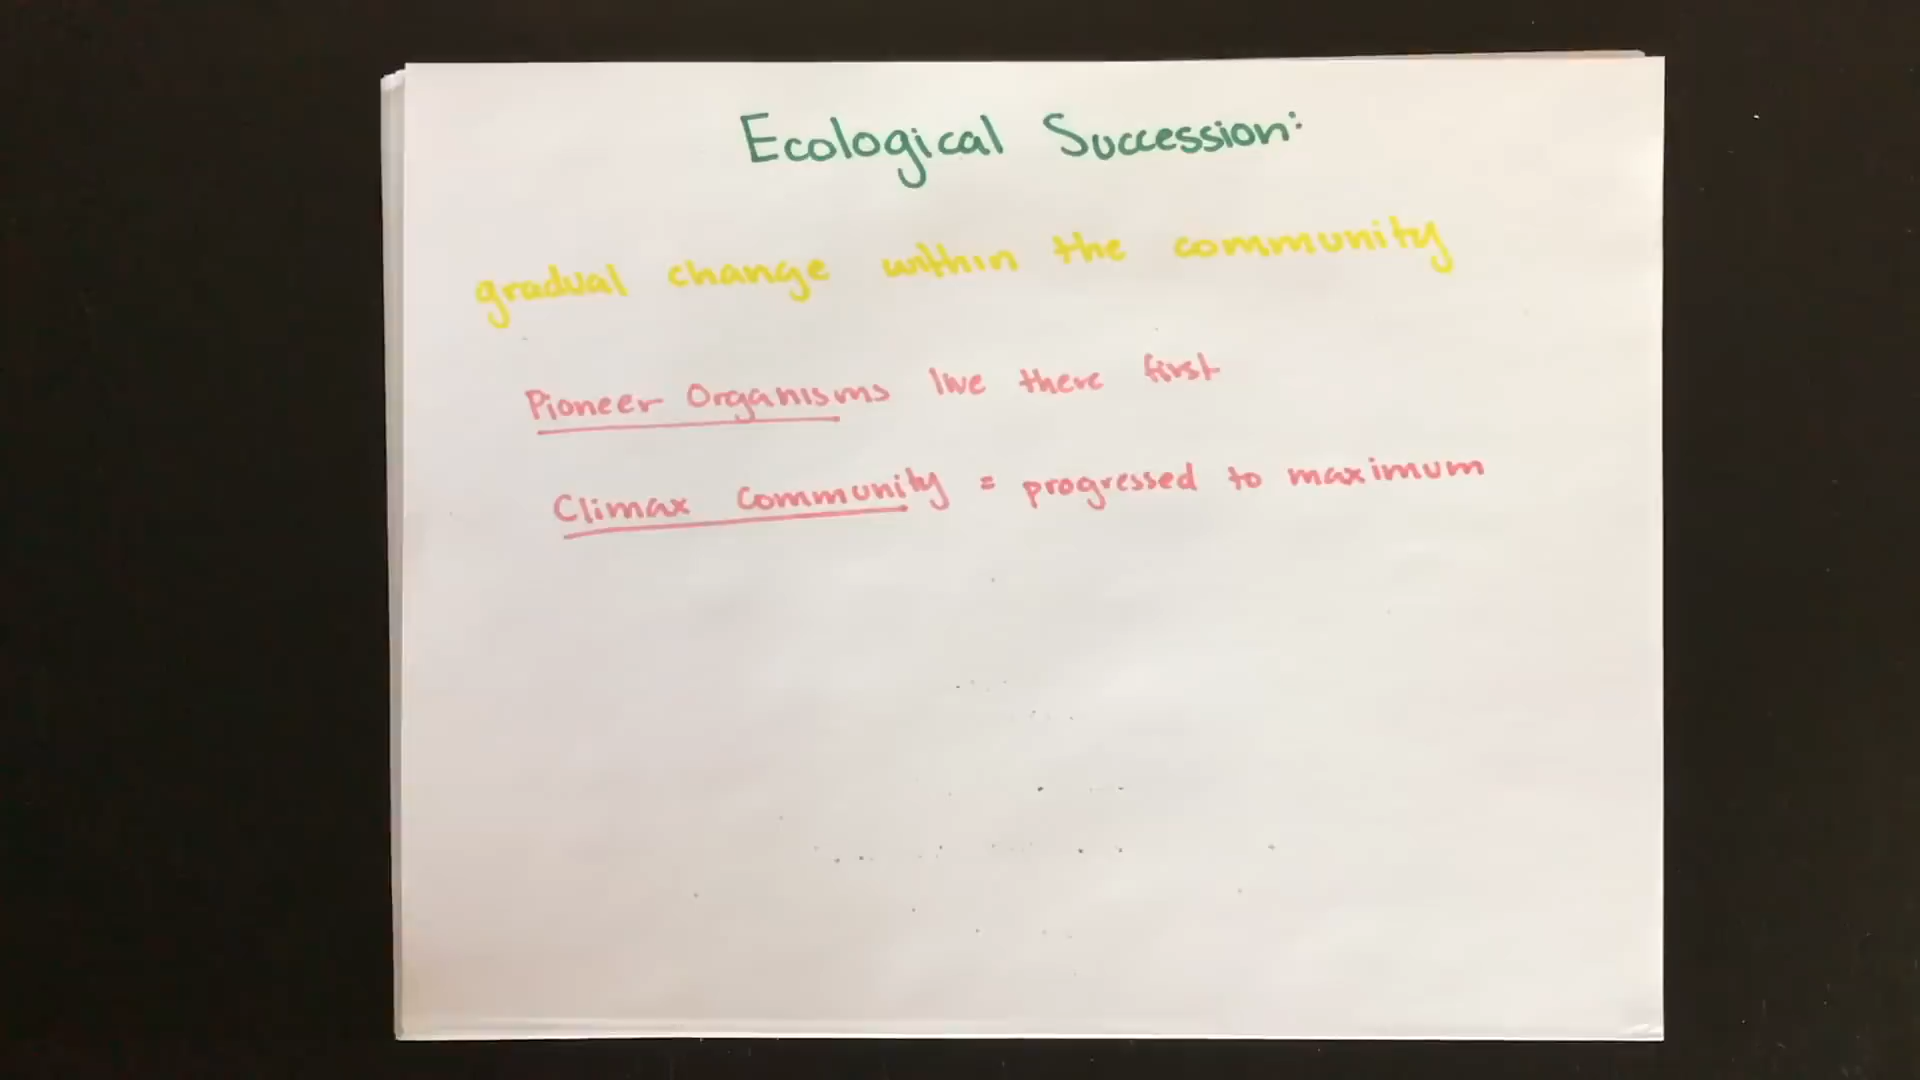 Ecological Succession:
gradual change within the community
Pioneer Organisms live there first
Climax Community = progressed to maximum